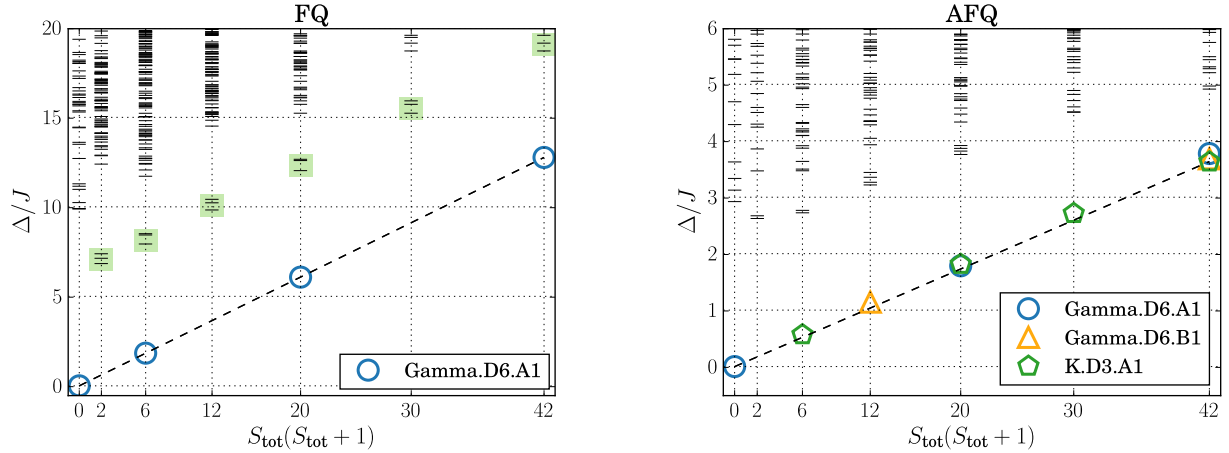 FQ
20
15
10
5
0
Δ/J
0 2 6 12 20 30 42
S_tot(S_tot + 1)
Gamma.D6.A1
AFQ
6
5
4
3
2
1
0
Δ/J
0 2 6 12 20 30 42
S_tot(S_tot + 1)
Gamma.D6.A1
Gamma.D6.B1
K.D3.A1